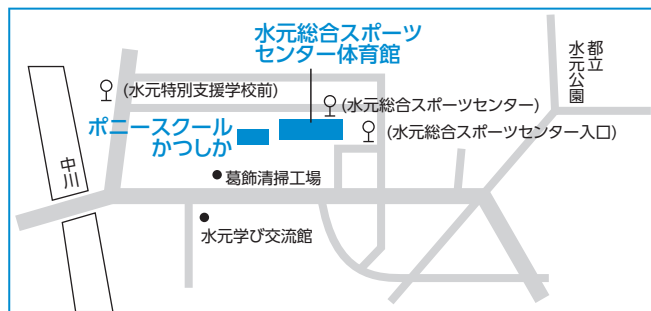 水元総合スポーツ
センター体育館
都立
水元公園
(水元特別支援学校前)
(水元総合スポーツセンター)
ポニースクール
かつしか
(水元総合スポーツセンター入口)
中川
葛飾清掃工場
水元学び交流館